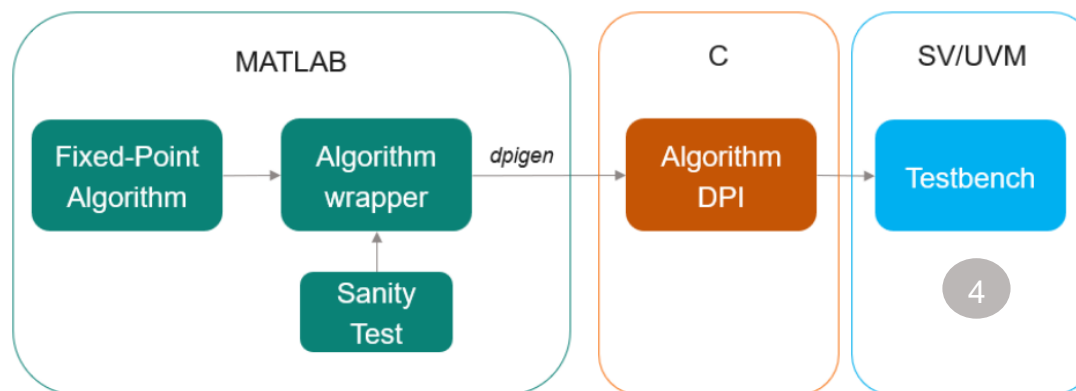 MATLAB
C
SV/UVM
Fixed-Point
Algorithm
Algorithm
wrapper
dpigen
Algorithm
DPI
Testbench
Sanity
Test
4